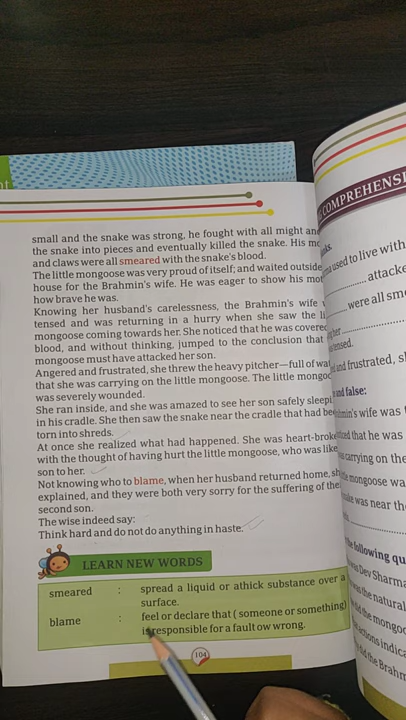 small and the snake was strong, he fought with all might and
the snake into pieces and eventually killed the snake. His mo
and claws were all smeared with the snake's blood.
The little mongoose was very proud of itself; and waited outside
house for the Brahmin's wife. He was eager to show his mot
how brave he was.
Knowing her husband's carelessness, the Brahmin's wife
tensed and was returning in a hurry when she saw the li
mongoose coming towards her. She noticed that he was covered
blood, and without thinking, jumped to the conclusion that
mongoose must have attacked her son.
Angered and frustrated, she threw the heavy pitcher—full of wat
that she was carrying on the little mongoose. The little mongoo
was severely wounded.
She ran inside, and she was amazed to see her son safely sleepi
in his cradle. She then saw the snake near the cradle that had bee
torn into shreds.
At once she realized what had happened. She was heart-broke
with the thought of having hurt the little mongoose, who was like
son to her.
Not knowing who to blame, when her husband returned home, sh
explained, and they were both very sorry for the suffering of the
second son.
The wise indeed say:
Think hard and do not do anything in haste.
LEARN NEW WORDS
smeared : spread a liquid or athick substance over a
surface.
blame : feel or declare that ( someone or something)
is responsible for a fault ow wrong.
104
COMPREHENSI
used to live with
attacke
were all sme
tensed.
and frustrated, sh
and false:
hmin's wife was
ticed that he was
was carrying on the
mongoose wa
snake was near th
the following qu
Dev Sharma
was the natural
the mongoo
actions indica
the Brahm